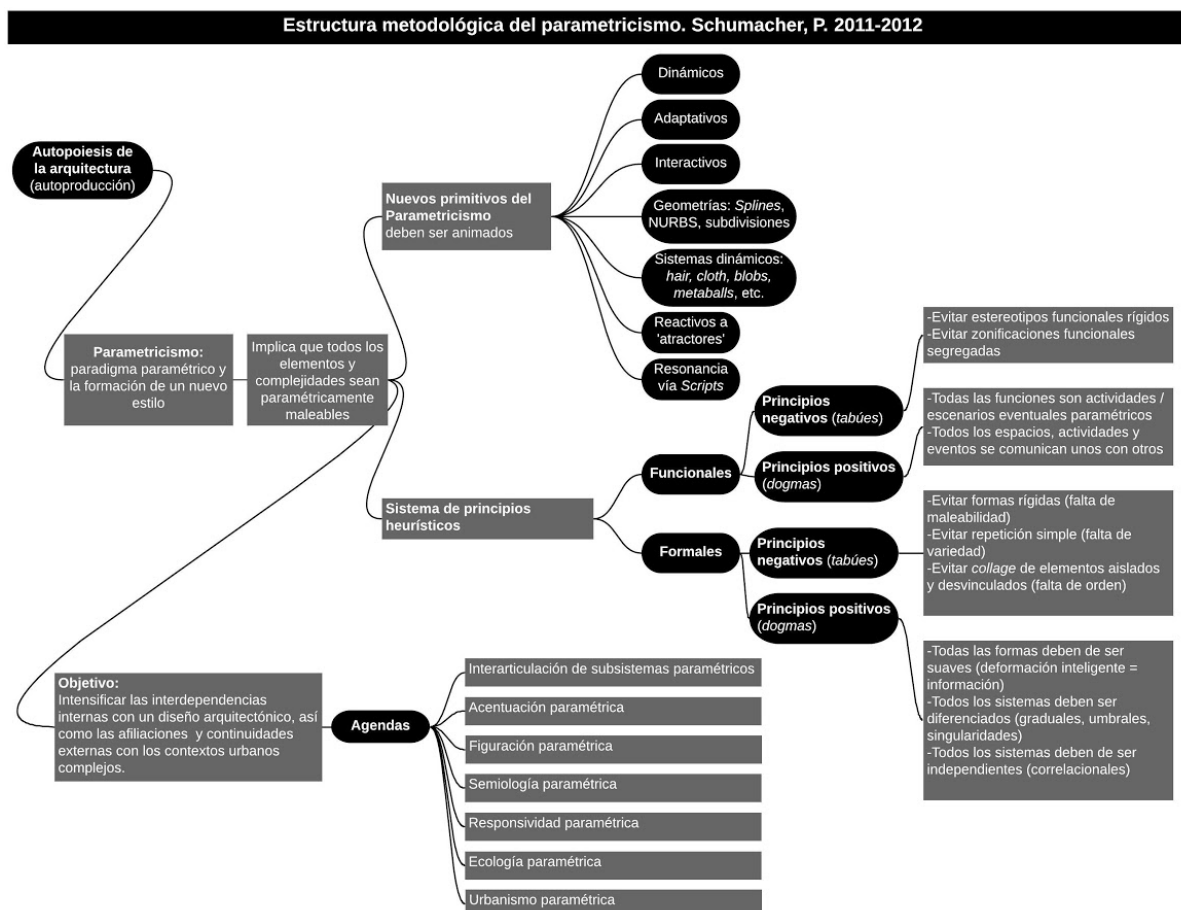 Estructura metodológica del parametricismo. Schumacher, P. 2011-2012
Autopoiesis de
la arquitectura
(autoproducción)
Parametricismo:
paradigma paramétrico y
la formación de un nuevo
estilo
Implica que todos los
elementos y
complejidades sean
paramétricamente
maleables
Nuevos primitivos del
Parametricismo
deben ser animados
Dinámicos
Adaptativos
Interactivos
Geometrías: Splines,
NURBS, subdivisiones
Sistemas dinámicos:
hair, cloth, blobs,
metaballs, etc.
Reactivos a
'atractores'
Resonancia
vía Scripts
Sistema de principios
heurísticos
Funcionales
Principios
negativos (tabúes)
-Evitar estereotipos funcionales rígidos
-Evitar zonificaciones funcionales
segregadas
Principios positivos
(dogmas)
-Todas las funciones son actividades /
escenarios eventuales paramétricos
-Todos los espacios, actividades y
eventos se comunican unos con otros
Formales
Principios
negativos (tabúes)
-Evitar formas rígidas (falta de
maleabilidad)
-Evitar repetición simple (falta de
variedad)
-Evitar collage de elementos aislados
y desvinculados (falta de orden)
Principios positivos
(dogmas)
-Todas las formas deben de ser
suaves (deformación inteligente =
información)
-Todos los sistemas deben de ser
diferenciados (graduales, umbrales,
singularidades)
-Todos los sistemas deben de ser
independientes (correlacionales)
Objetivo:
Intensificar las interdependencias
internas con un diseño arquitectónico, así
como las afiliaciones y continuidades
externas con los contextos urbanos
complejos.
Agendas
Interarticulación de subsistemas paramétricos
Acentuación paramétrica
Figuración paramétrica
Semiología paramétrica
Responsividad paramétrica
Ecología paramétrica
Urbanismo paramétrica